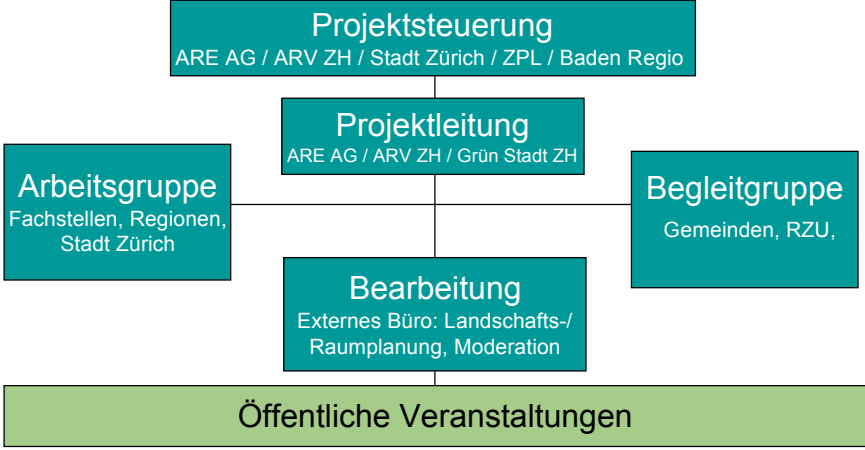 Projektsteuerung
ARE AG / ARV ZH / Stadt Zürich / ZPL / Baden Regio
Projektleitung
ARE AG / ARV ZH / Grün Stadt ZH
Arbeitsgruppe
Fachstellen, Regionen,
Stadt Zürich
Begleitgruppe
Gemeinden, RZU,
Bearbeitung
Externes Büro: Landschafts-/
Raumplanung, Moderation
Öffentliche Veranstaltungen